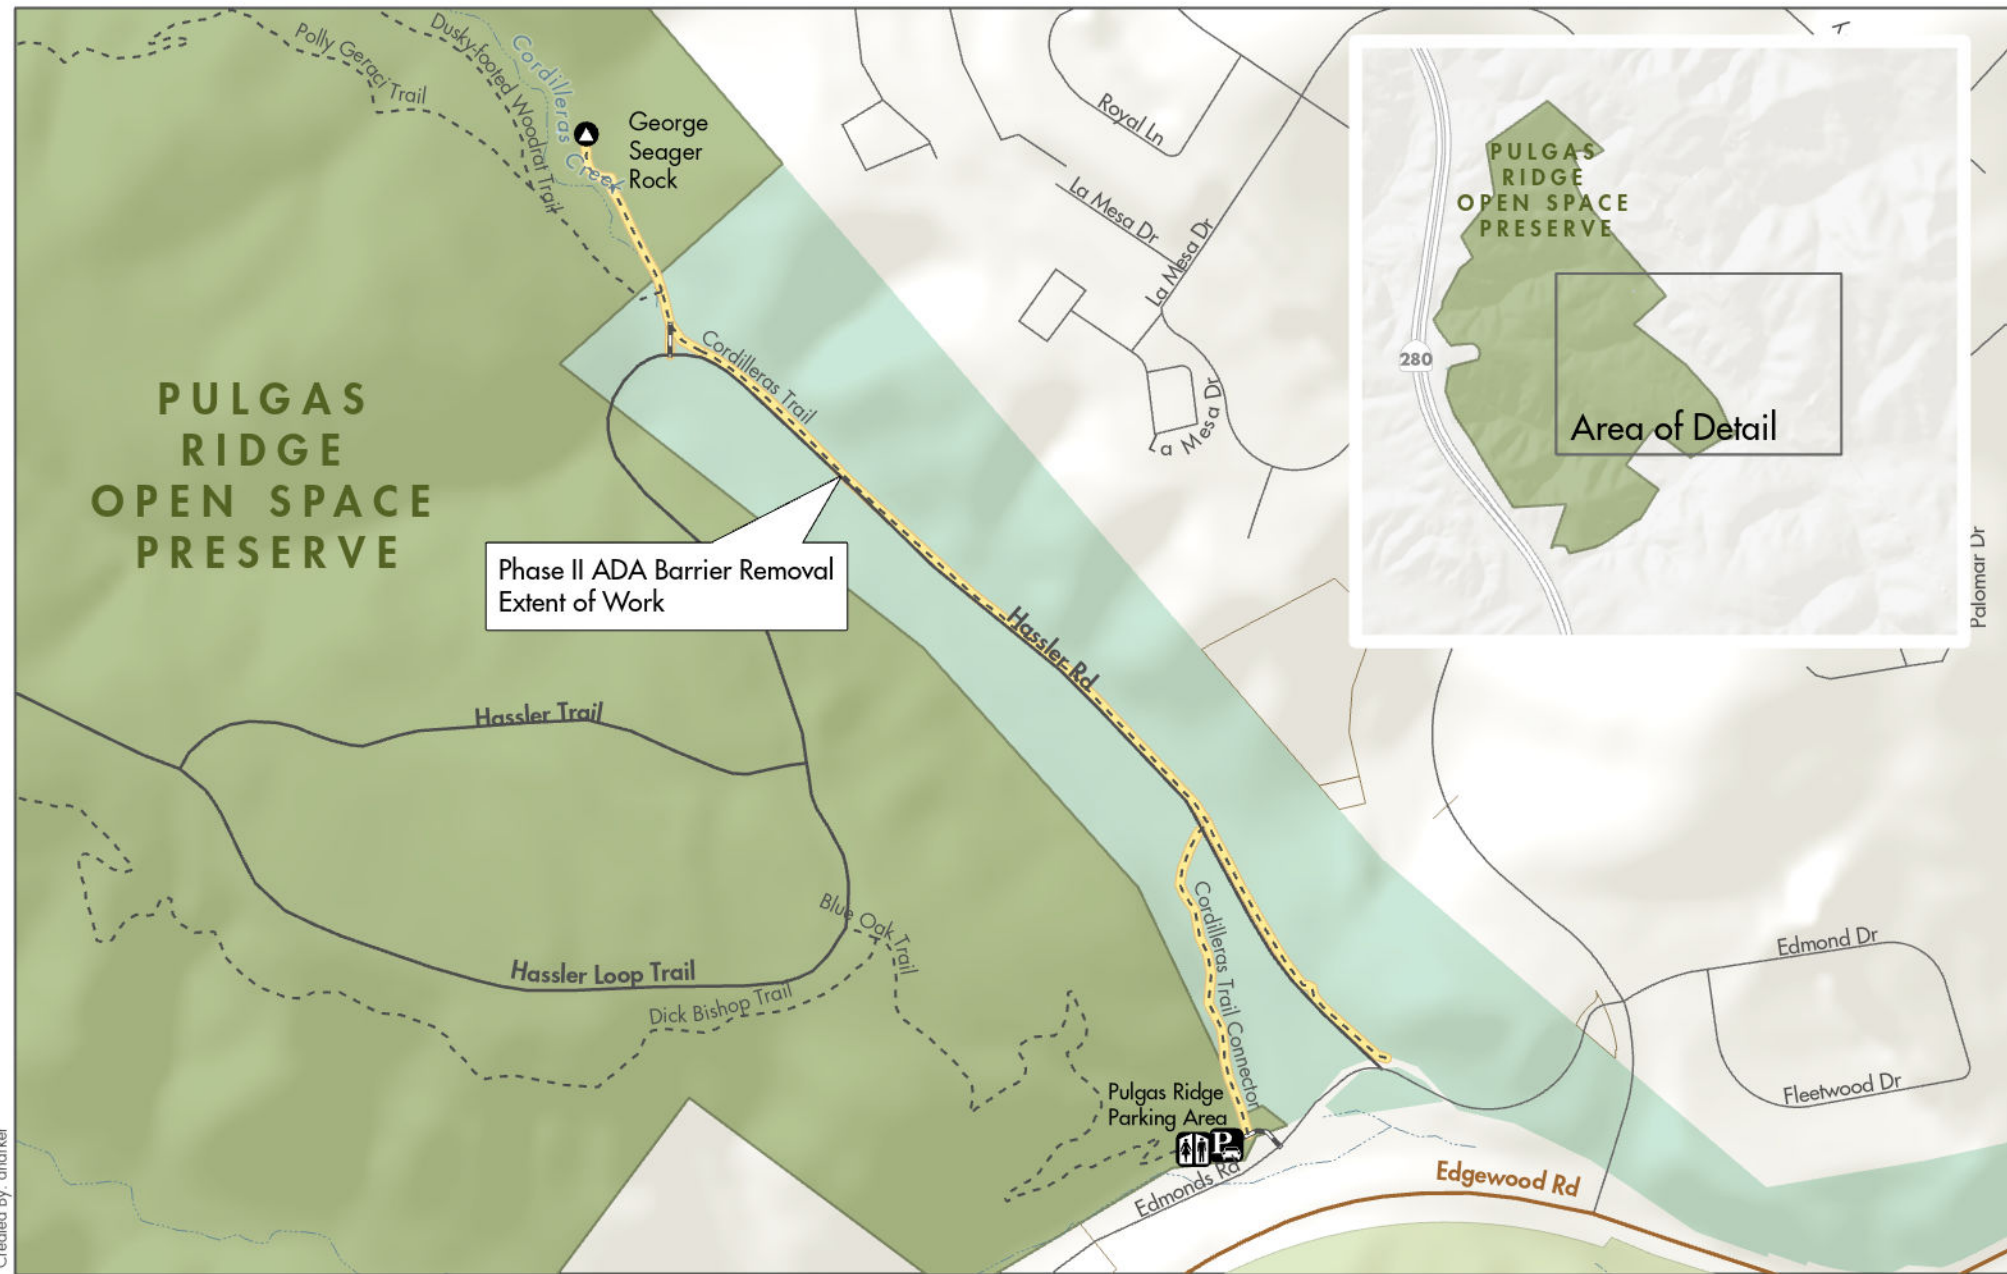 Polly Geraci Trail
Dusky-footed Woodrat Trail
Cordilleras Creek
George
Seager
Rock
Royal Ln
La Mesa Dr
La Mesa Dr
La Mesa Dr
PULGAS
RIDGE
OPEN SPACE
PRESERVE
280
Area of Detail
Palomar Dr
PULGAS
RIDGE
OPEN SPACE
PRESERVE
Cordilleras Trail
Phase II ADA Barrier Removal
Extent of Work
Hassler Rd
Hassler Trail
Blue Oak Trail
Hassler Loop Trail
Dick Bishop Trail
Cordilleras Trail Connector
Edmond Dr
Fleetwood Dr
Pulgas Ridge
Parking Area
P
Edmonds Rd
Edgewood Rd
Created By: